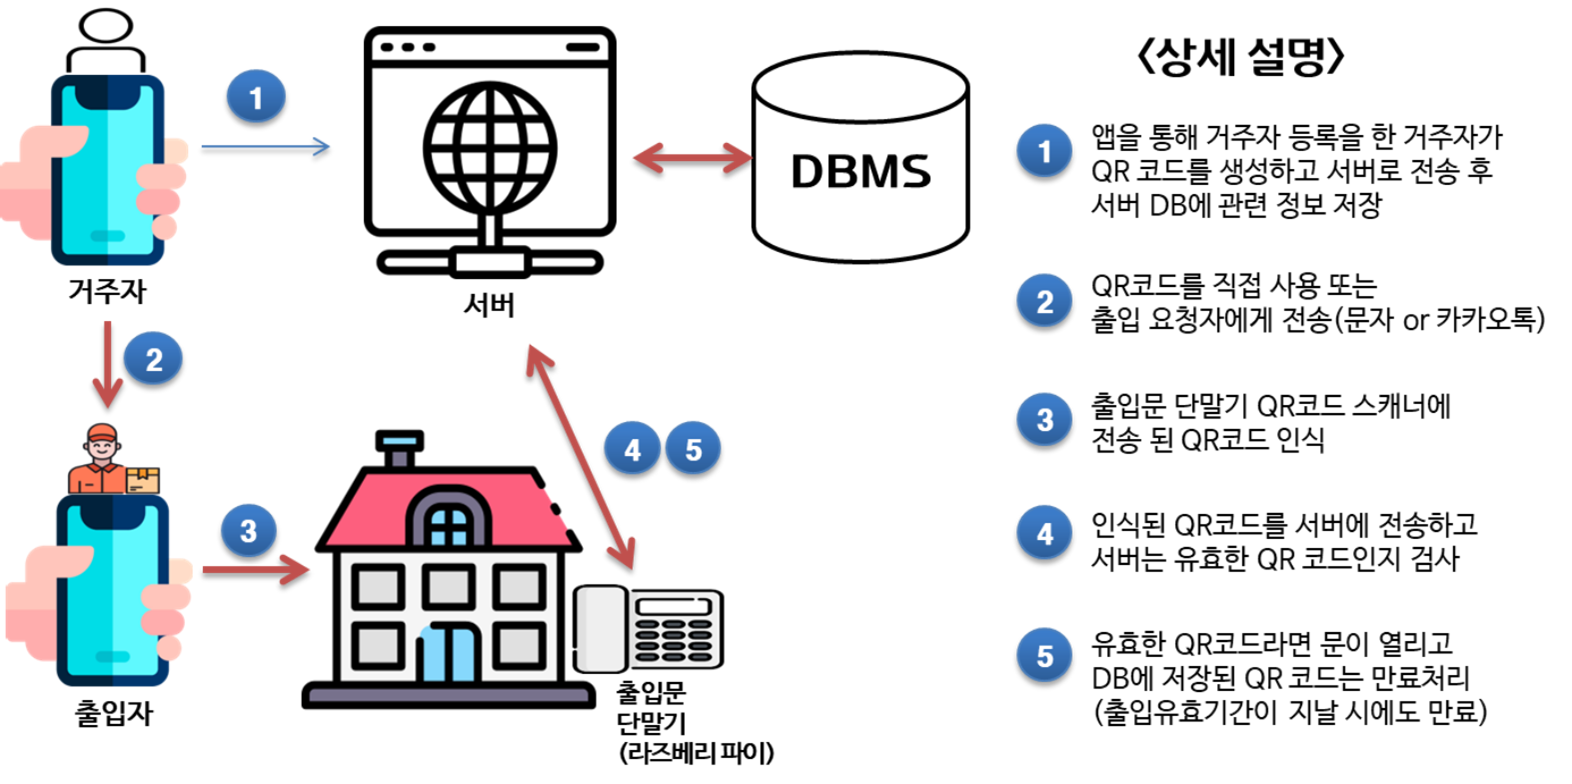 1
거주자
서버
DBMS
2
3
출입자
4 5
출입문
단말기
(라즈베리 파이)
<상세 설명>
1
앱을 통해 거주자 등록을 한 거주자가
QR 코드를 생성하고 서버로 전송 후
서버 DB에 관련 정보 저장
2
QR코드를 직접 사용 또는
출입 요청자에게 전송(문자 or 카카오톡)
3
출입문 단말기 QR코드 스캐너에
전송 된 QR코드 인식
4
인식된 QR코드를 서버에 전송하고
서버는 유효한 QR 코드인지 검사
5
유효한 QR코드라면 문이 열리고
DB에 저장된 QR 코드는 만료처리
(출입유효기간이 지날 시에도 만료)